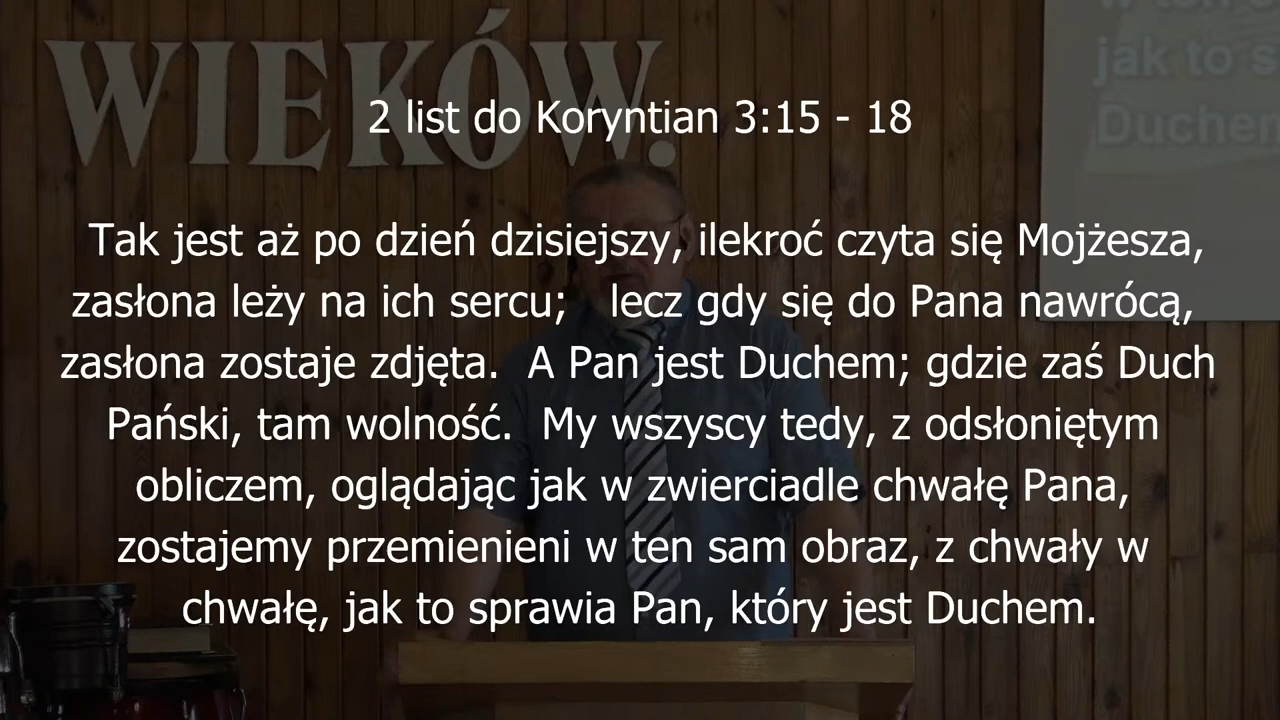 WIEKÓW.
jak to s
Duchem
2 list do Koryntian 3:15 - 18
Tak jest aż po dzień dzisiejszy, ilekroć czyta się Mojżesza,
zasłona leży na ich sercu; lecz gdy się do Pana nawrócą,
zasłona zostaje zdjęta. A Pan jest Duchem; gdzie zaś Duch
Pański, tam wolność. My wszyscy tedy, z odsłoniętym
obliczem, oglądając jak w zwierciadle chwałę Pana,
zostajemy przemienieni w ten sam obraz, z chwały w
chwałę, jak to sprawia Pan, który jest Duchem.